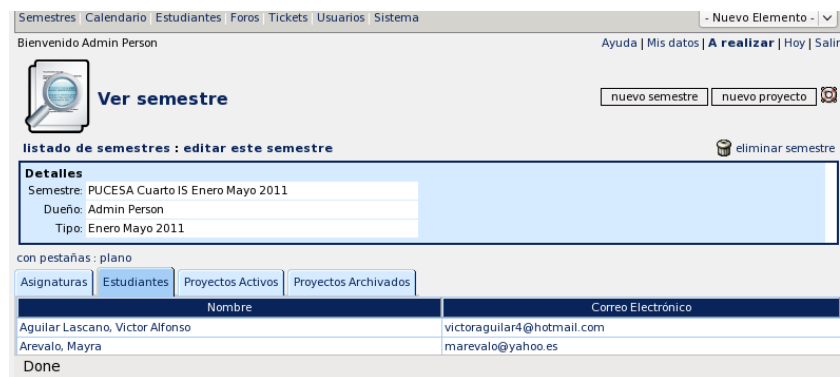 Semestres Calendario Estudiantes Foros Tickets Usuarios Sistema - Nuevo Elemento -
Bienvenido Admin Person Ayuda | Mis datos | A realizar | Hoy | Salir
Ver semestre nuevo semestre nuevo proyecto
listado de semestres : editar este semestre eliminar semestre
Detalles
Semestre: PUCESA Cuarto IS Enero Mayo 2011
Dueño: Admin Person
Tipo: Enero Mayo 2011
con pestañas : plano
Asignaturas Estudiantes Proyectos Activos Proyectos Archivados
Nombre Correo Electrónico
Aguilar Lascano, Victor Alfonso victoraguilar4@hotmail.com
Arevalo, Mayra marevalo@yahoo.es
Done